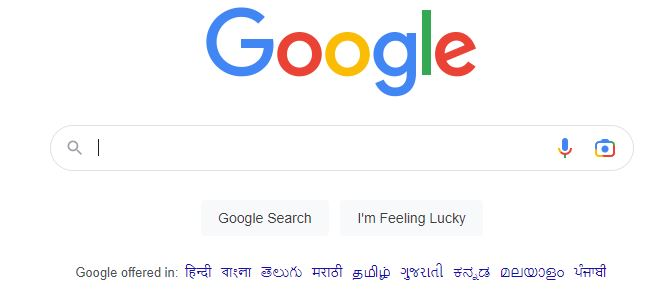 Google
Google Search I'm Feeling Lucky
Google offered in: हिन्दी বাংলা తెలుగు मराठी தமிழ் ગુજરાતી ಕನ್ನಡ മലയാളം ਪੰਜਾਬੀ